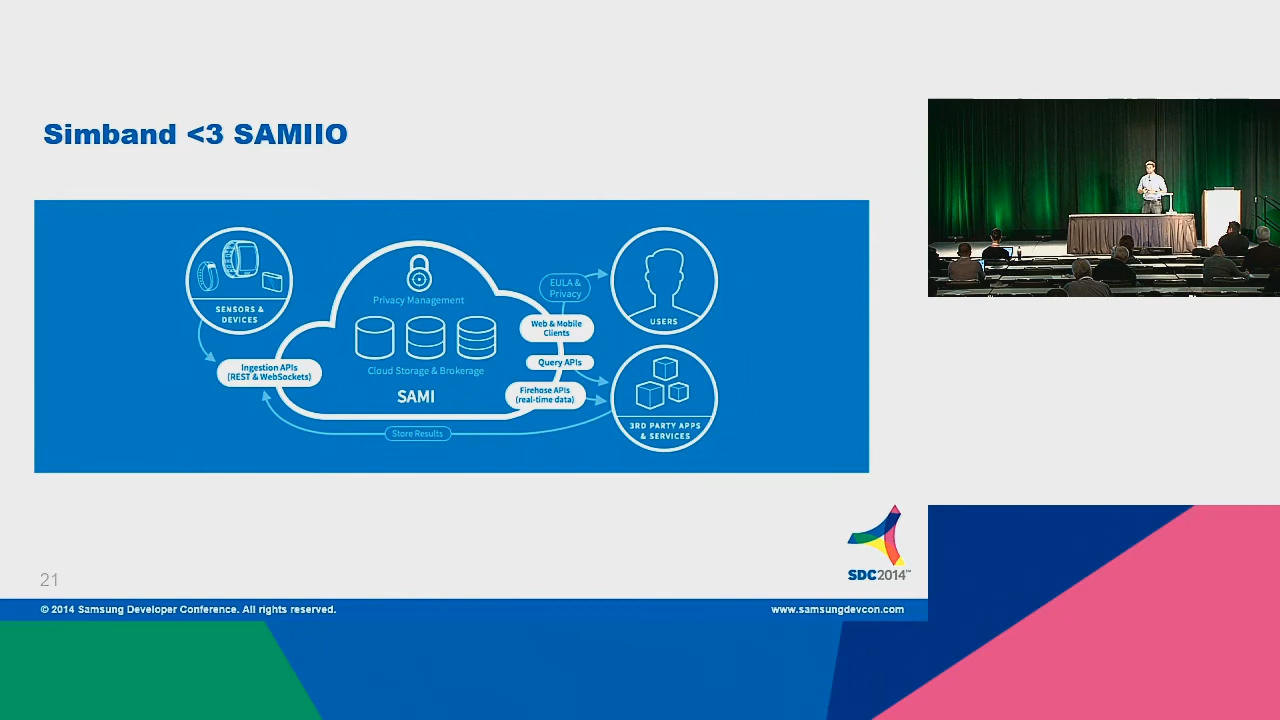 Simband <3 SAMIIO
SENSORS &
DEVICES
Ingestion APIs
(REST & WebSockets)
Privacy Management
Cloud Storage & Brokerage
SAMI
EULA &
Privacy
Web & Mobile
Clients
Query APIs
Firehose APIs
(real-time data)
USERS
3RD PARTY APPS
& SERVICES
Store Results
21
SDC2014™
© 2014 Samsung Developer Conference. All rights reserved.
www.samsungdevcon.com